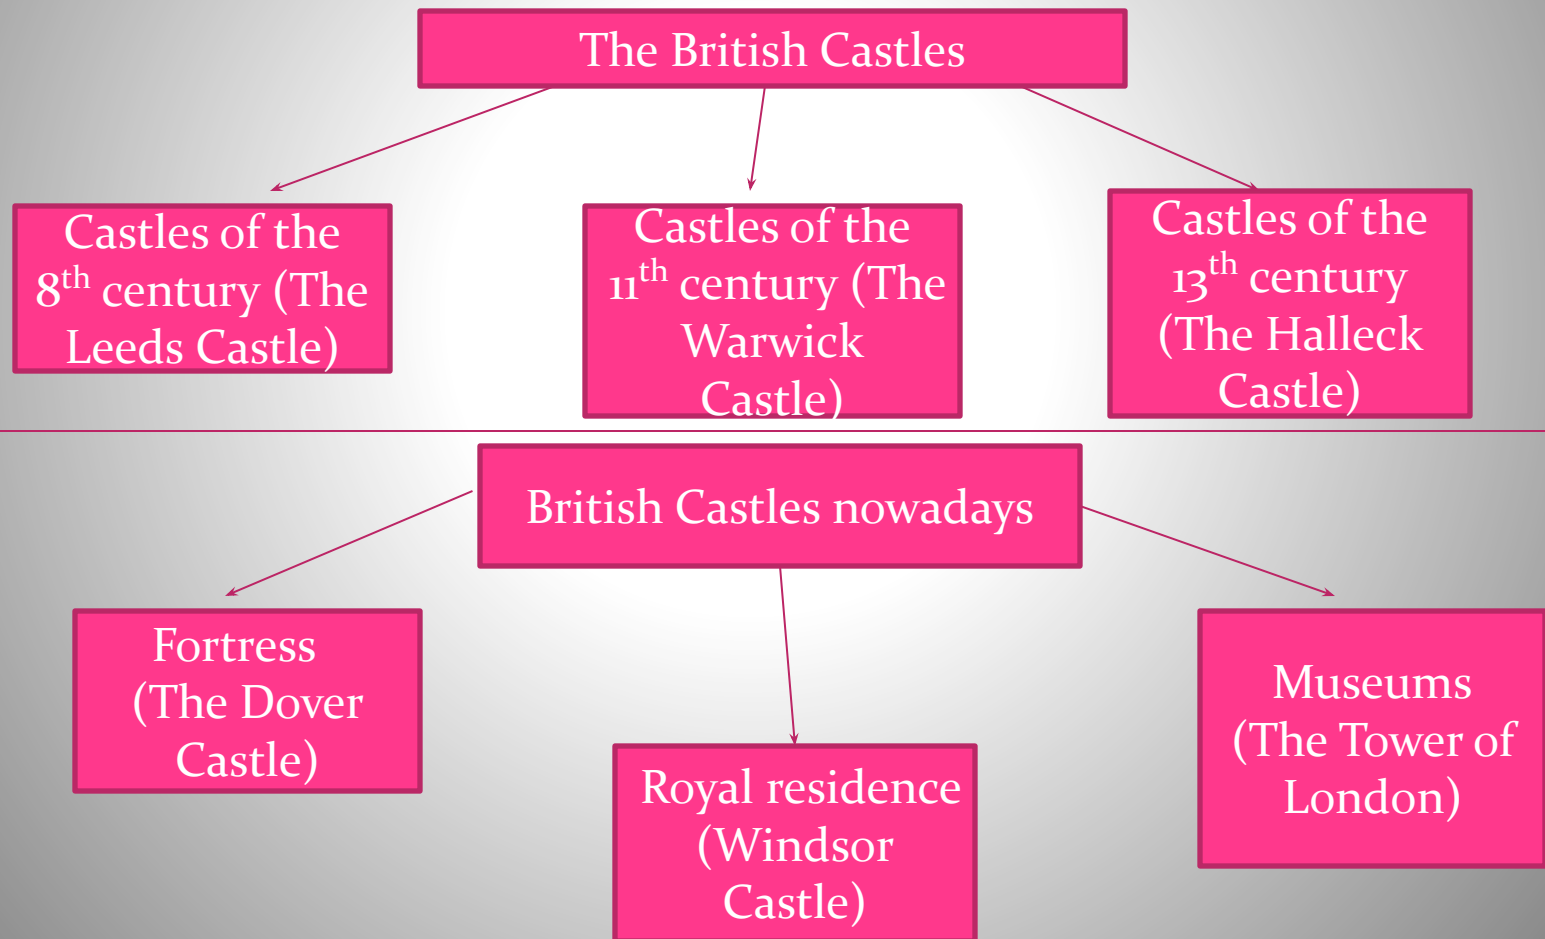 The British Castles
Castles of the
8th century (The
Leeds Castle)
Castles of the
11th century (The
Warwick
Castle)
Castles of the
13th century
(The Halleck
Castle)
British Castles nowadays
Fortress
(The Dover
Castle)
Royal residence
(Windsor
Castle)
Museums
(The Tower of
London)